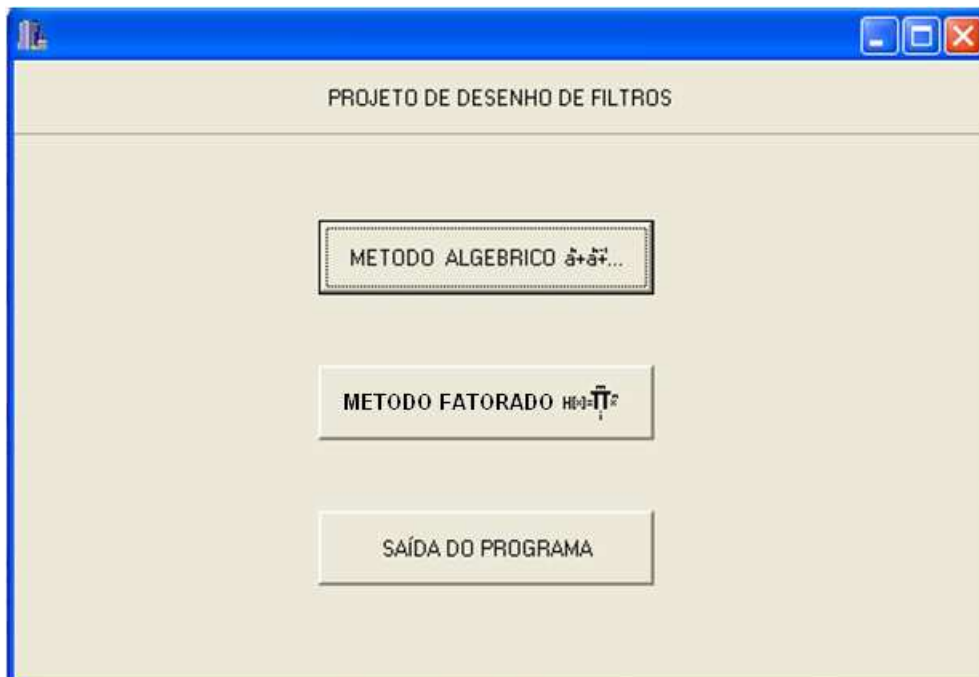 PROJETO DE DESENHO DE FILTROS
METODO ALGEBRICO
METODO FATORADO
SAÍDA DO PROGRAMA